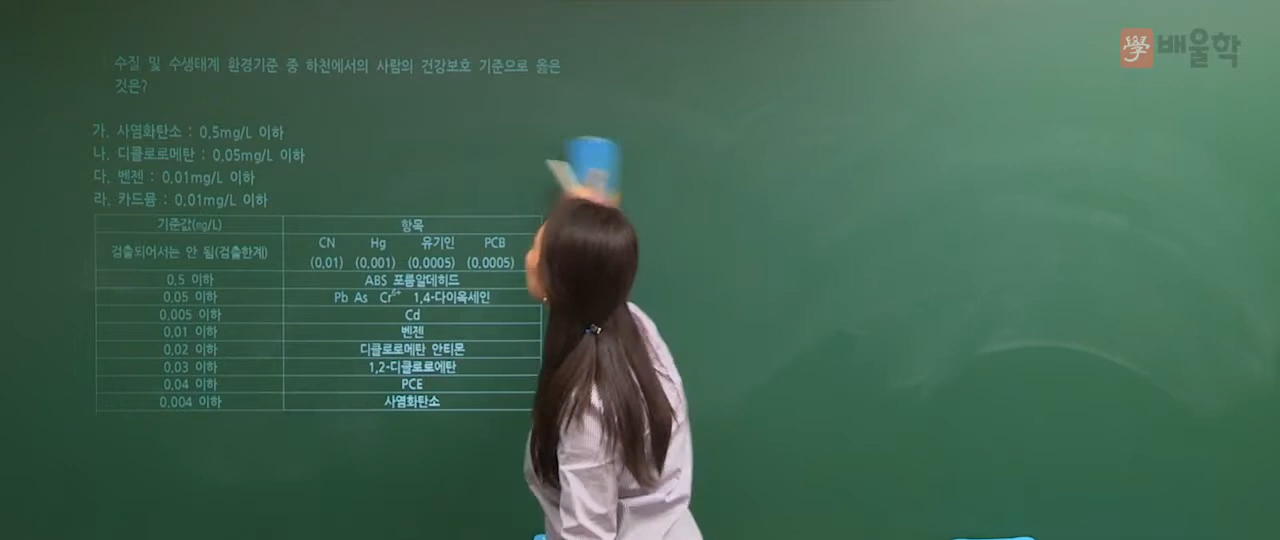 學배울학
수질 및 수생태계 환경기준 중 하천에서의 사람의 건강보호 기준으로 옳은
것은?
가. 사염화탄소 : 0.5mg/L 이하
나. 디클로로메탄 : 0.05mg/L 이하
다. 벤젠 : 0.01mg/L 이하
라. 카드뮴 : 0.01mg/L 이하
기준값(mg/L) 항목
검출되어서는 안 됨(검출한계) CN Hg 유기인 PCB
(0.01) (0.001) (0.0005) (0.0005)
0.5 이하 ABS 포름알데히드
0.05 이하 Pb As Cr6+ 1,4-다이옥세인
0.005 이하 Cd
0.01 이하 벤젠
0.02 이하 디클로로메탄 안티몬
0.03 이하 1,2-디클로로에탄
0.04 이하 PCE
0.004 이하 사염화탄소